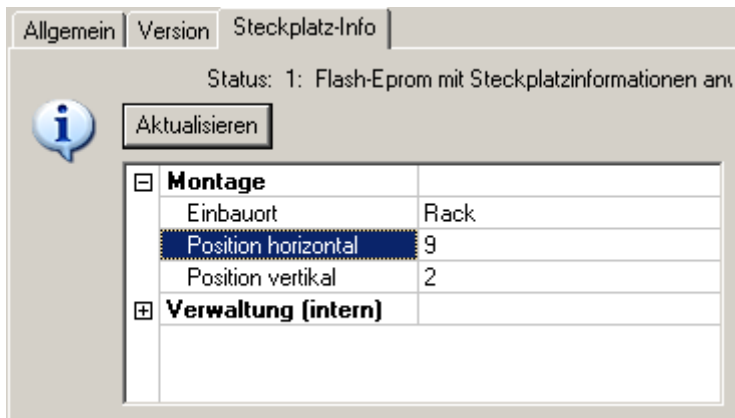 Allgemein Version Steckplatz-Info
Status: 1: Flash-Eprom mit Steckplatzinformationen
Aktualisieren
Montage
Einbauort Rack
Position horizontal 9
Position vertikal 2
Verwaltung (intern)